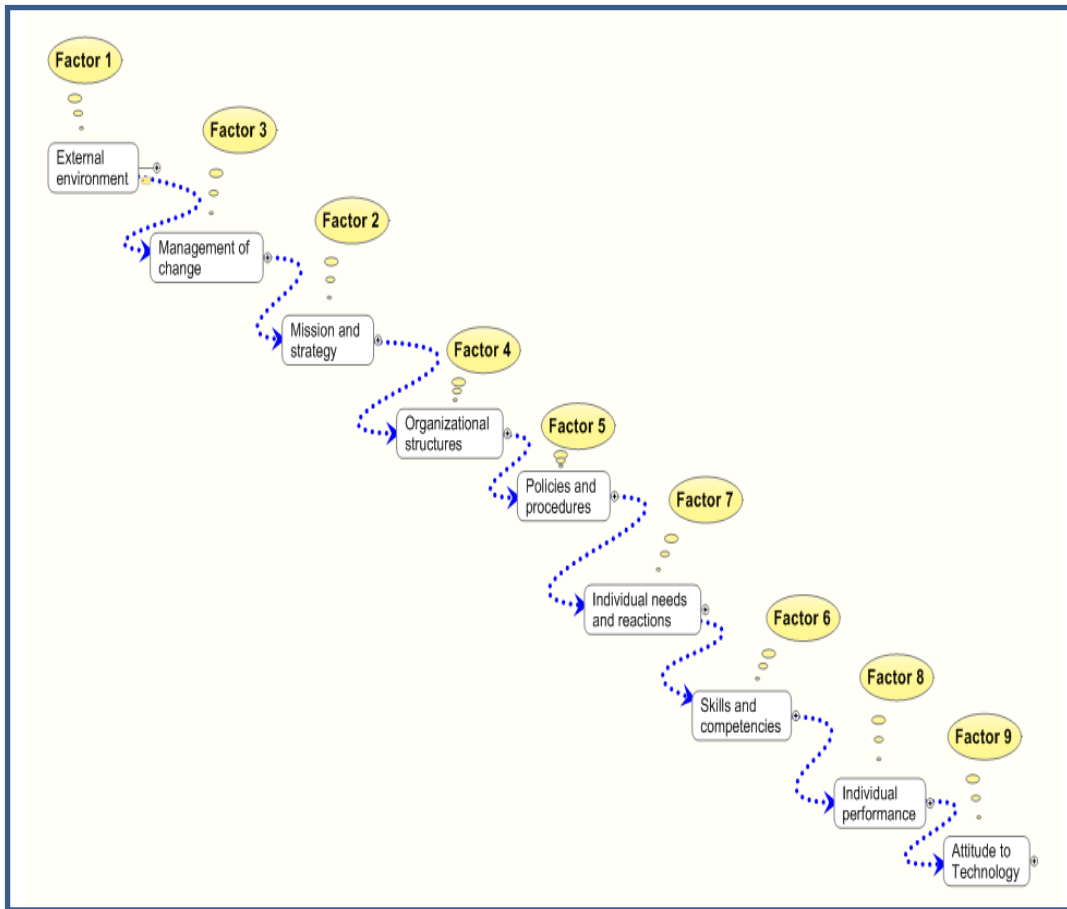 Factor 1
External
environment
Factor 3
Management of
change
Factor 2
Mission and
strategy
Factor 4
Organizational
structures
Factor 5
Policies and
procedures
Factor 7
Individual needs
and reactions
Factor 6
Skills and
competencies
Factor 8
Individual
performance
Factor 9
Attitude to
Technology